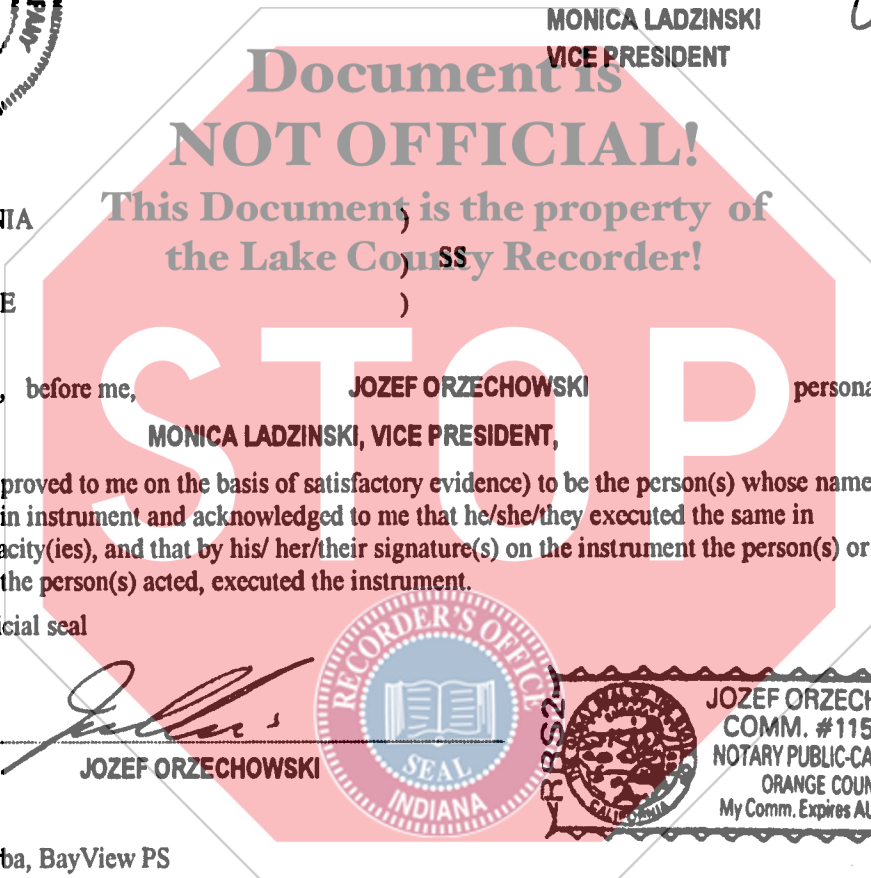 PANY
MONICA LADZINSKI
VICE PRESIDENT
Document is
NOT OFFICIAL!
This Document is the property of
the Lake County Recorder!
NIA )
) SS
E )
STOP
, before me, JOZEF ORZECHOWSKI persona
MONICA LADZINSKI, VICE PRESIDENT,
proved to me on the basis of satisfactory evidence) to be the person(s) whose name
in instrument and acknowledged to me that he/she/they executed the same in
acity(ies), and that by his/ her/their signature(s) on the instrument the person(s) or
the person(s) acted, executed the instrument.
icial seal
RECORDER'S OFFICE
SEAL
INDIANA
JOZEF ORZECHOWSKI
RRS2
JOZEF ORZECH
COMM. #115
NOTARY PUBLIC-CA
ORANGE COUN
My Comm. Expires AU
CALIFORNIA
ba, BayView PS